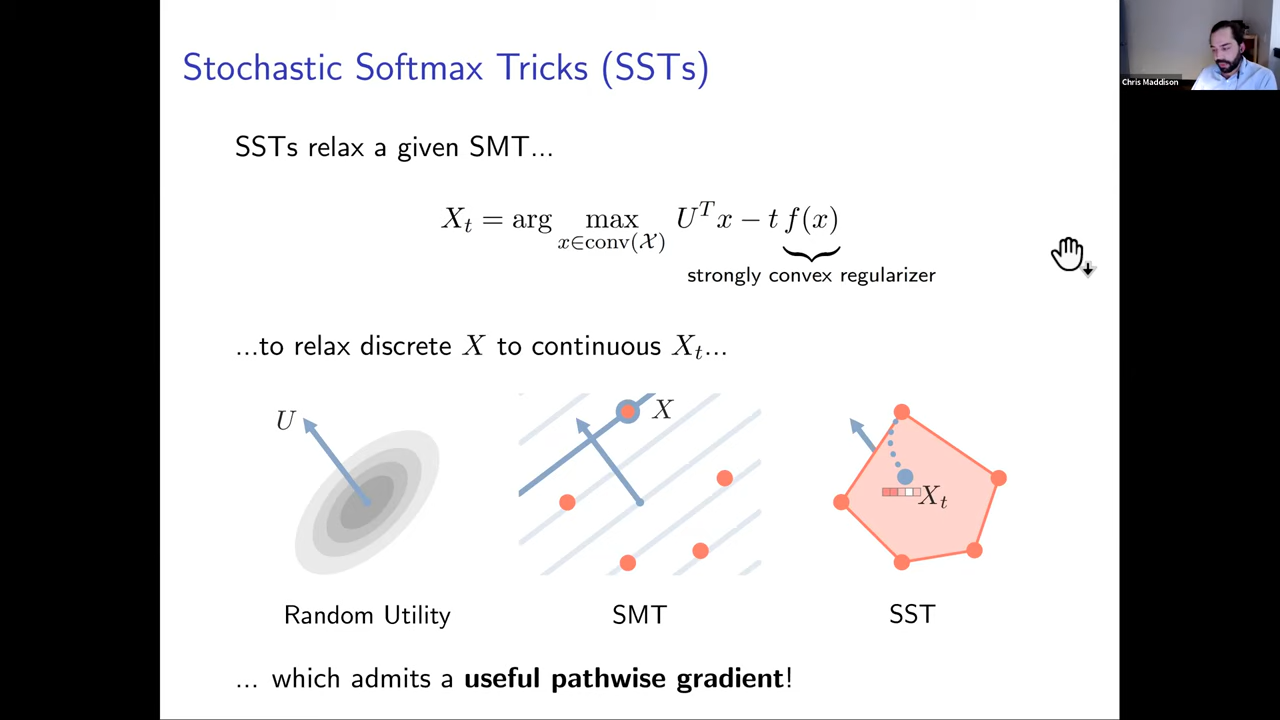 Stochastic Softmax Tricks (SSTs)
Chris Maddison
SSTs relax a given SMT...
X_t = arg max_{x∈conv(𝒳)} U^T x − t f(x)
strongly convex regularizer
...to relax discrete X to continuous X_t...
U
X
X_t
Random Utility
SMT
SST
... which admits a useful pathwise gradient!